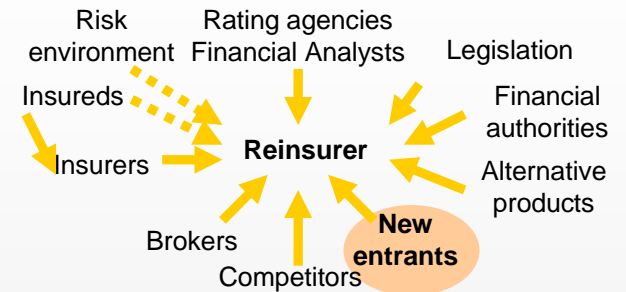 Risk
environment
Rating agencies
Financial Analysts
Legislation
Insureds
Financial
authorities
Insurers
Reinsurer
Alternative
products
Brokers
New
entrants
Competitors